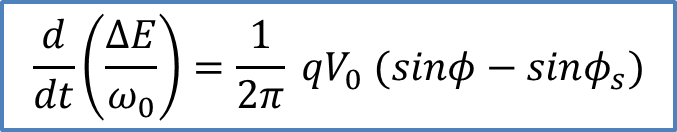 d/dt (ΔE/ω₀) = 1/2π qV₀ (sinϕ − sinϕₛ)